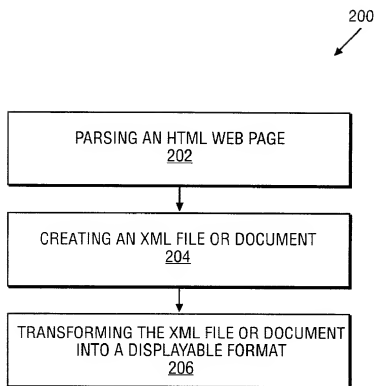 200
PARSING AN HTML WEB PAGE
202
CREATING AN XML FILE OR DOCUMENT
204
TRANSFORMING THE XML FILE OR DOCUMENT
INTO A DISPLAYABLE FORMAT
206